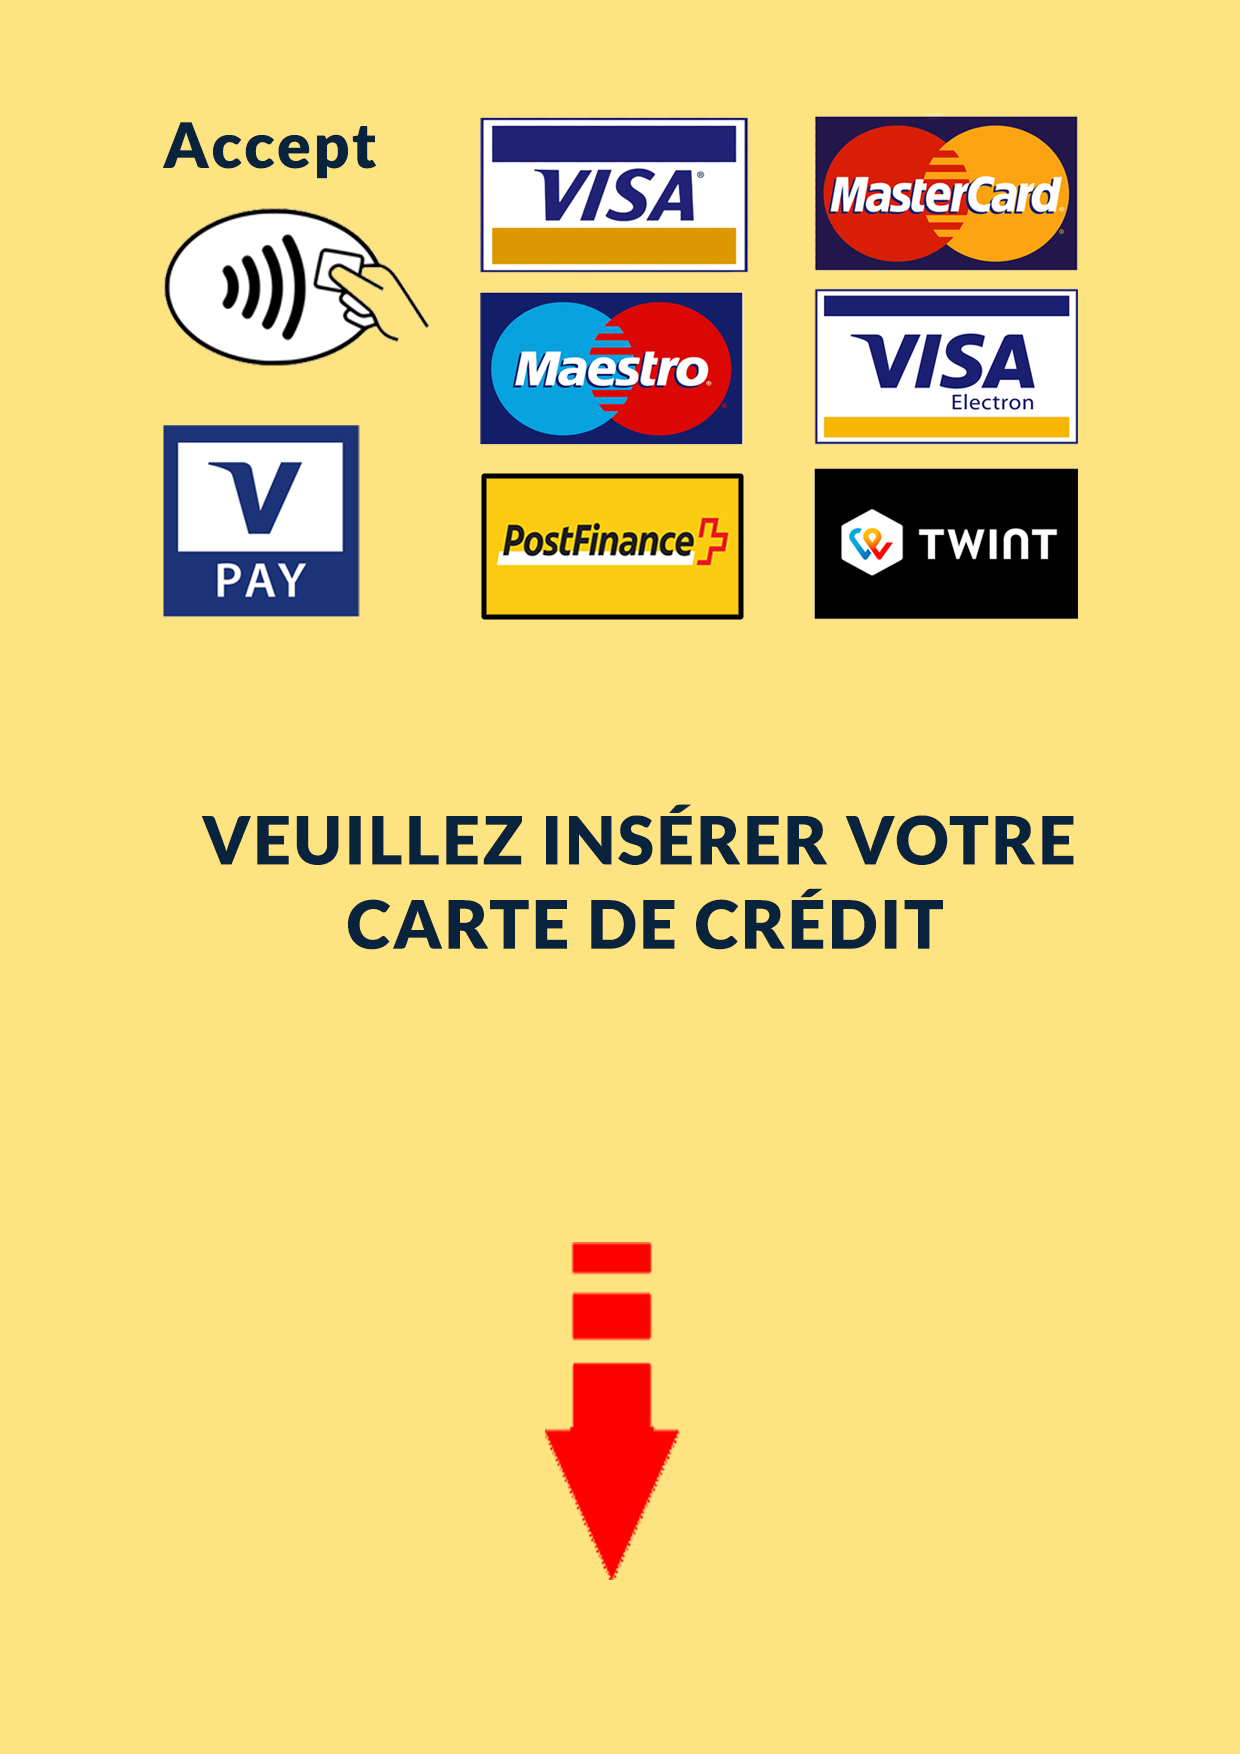 Accept
VISA®
MasterCard®
Maestro®
VISA
Electron
V
PAY
PostFinance
TWINT
VEUILLEZ INSÉRER VOTRE
CARTE DE CRÉDIT